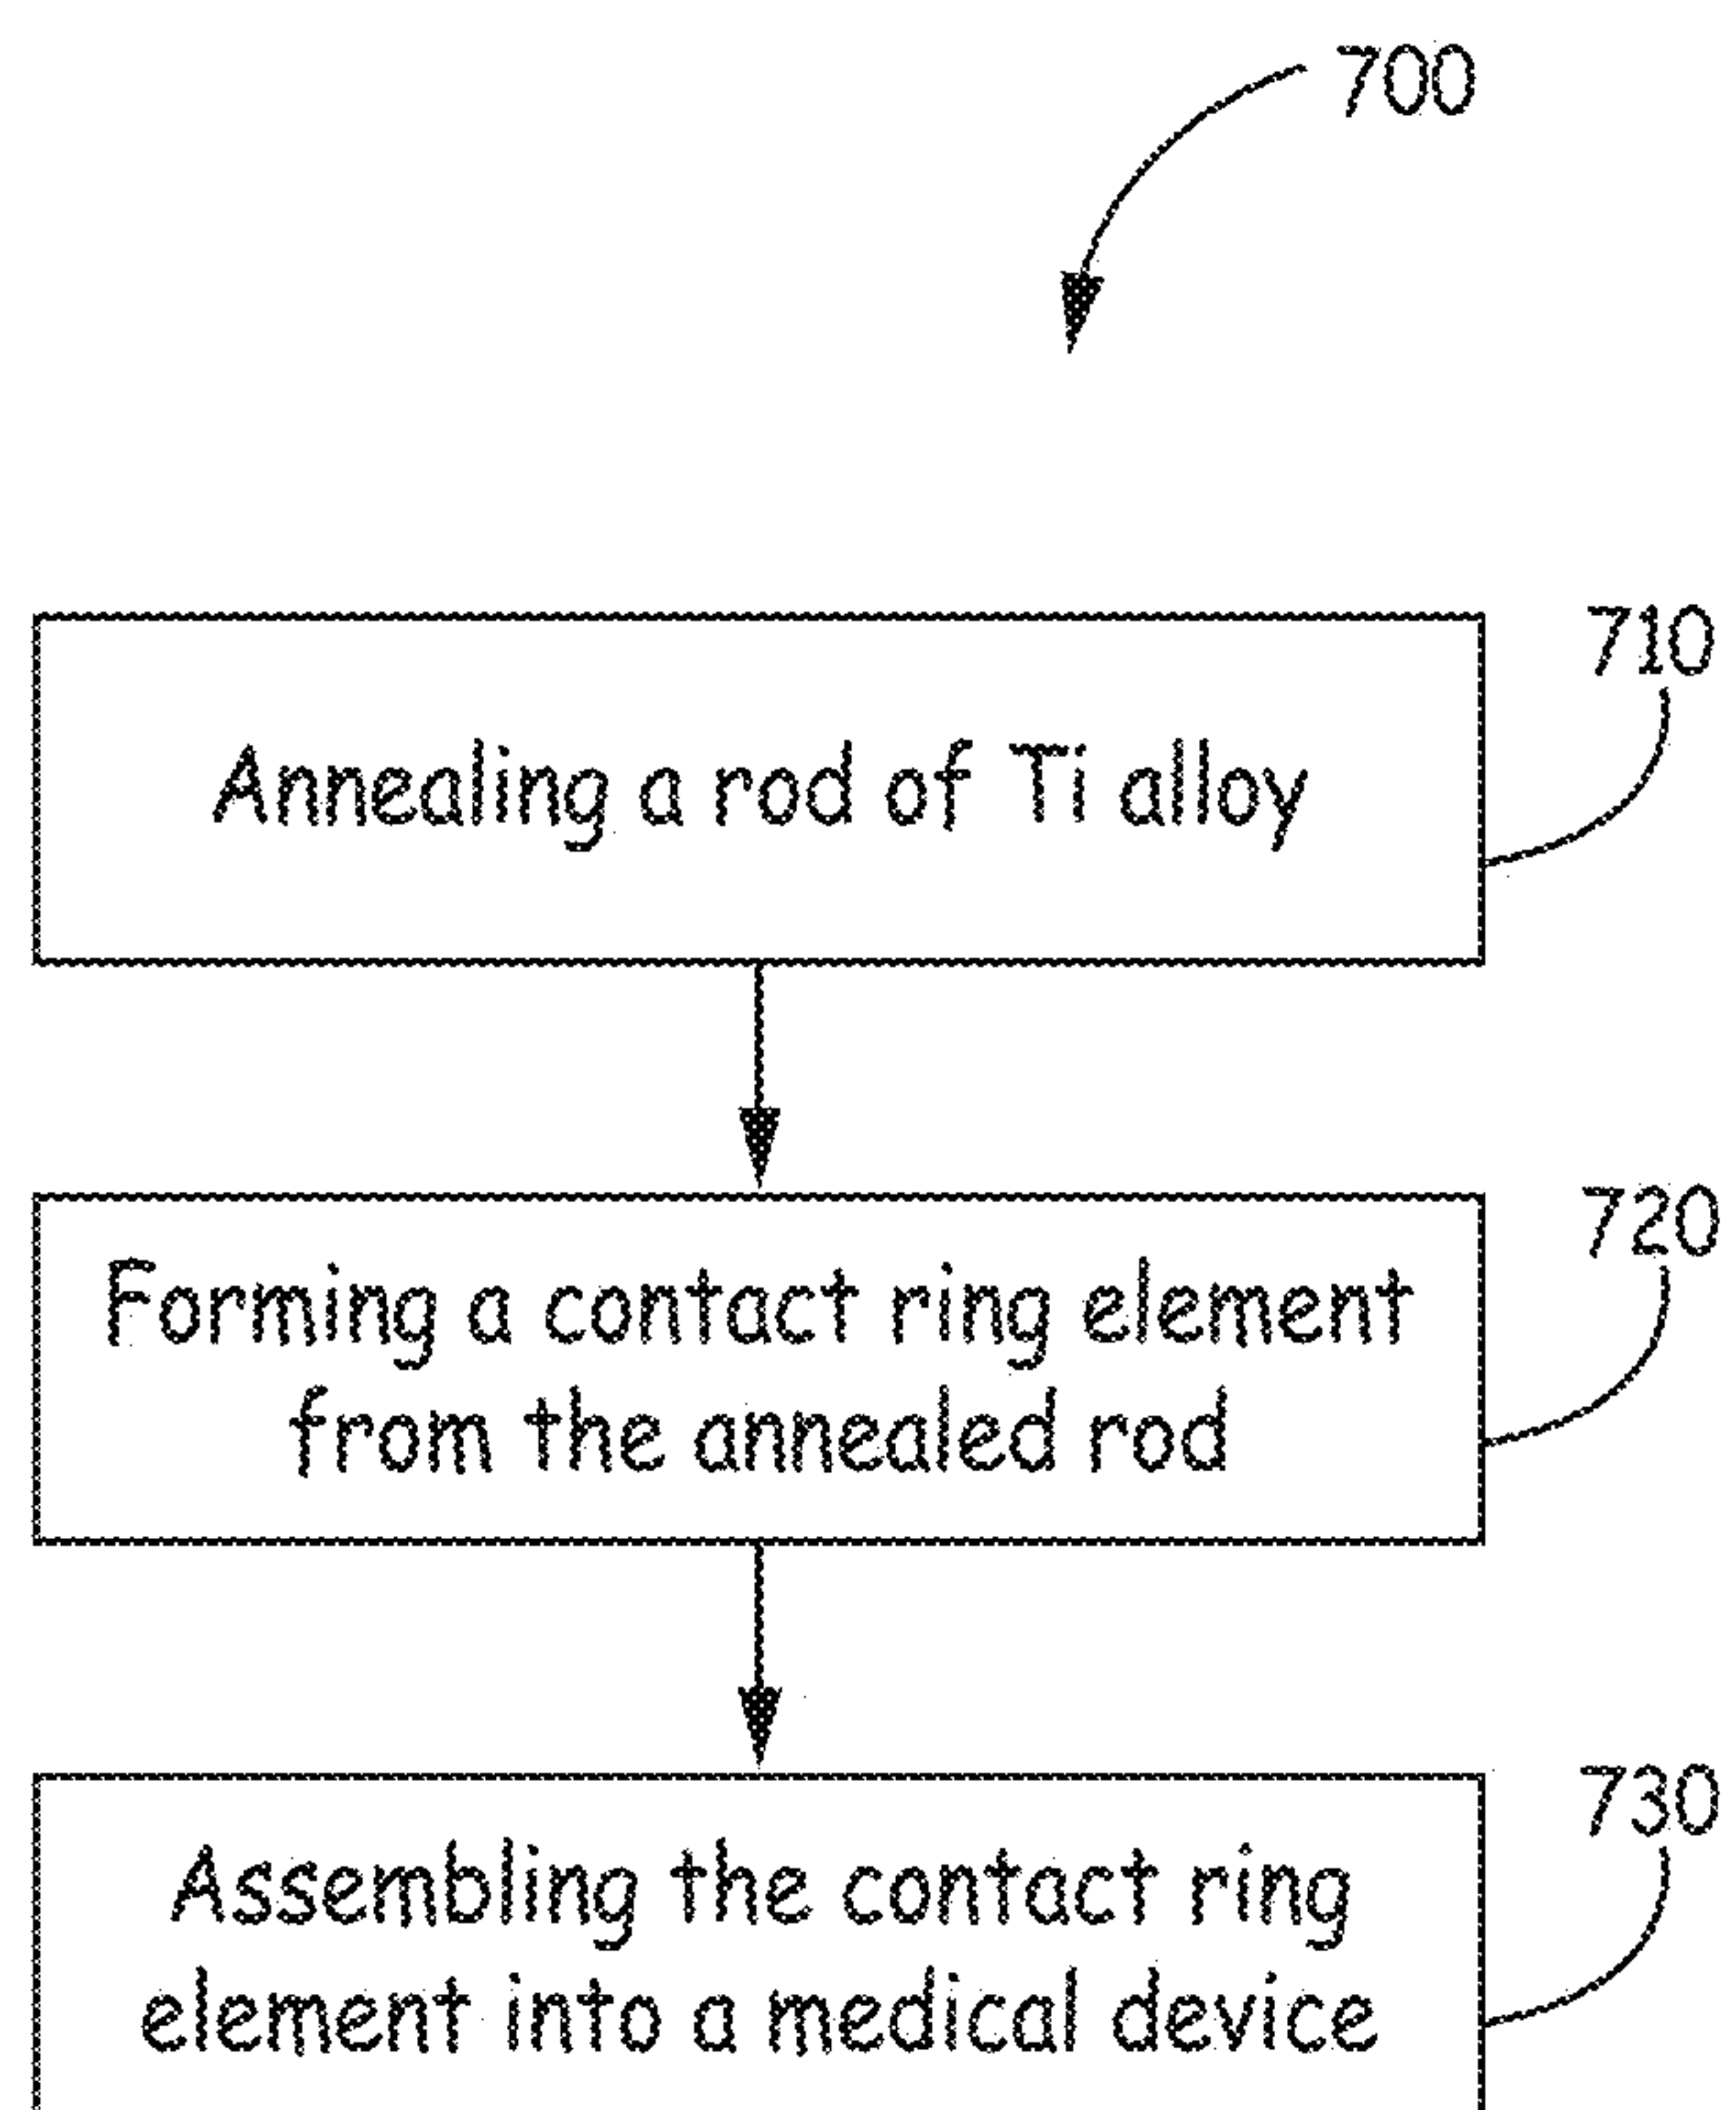 700
710
Annealing a rod of Ti alloy
720
Forming a contact ring element
from the annealed rod
730
Assembling the contact ring
element into a medical device